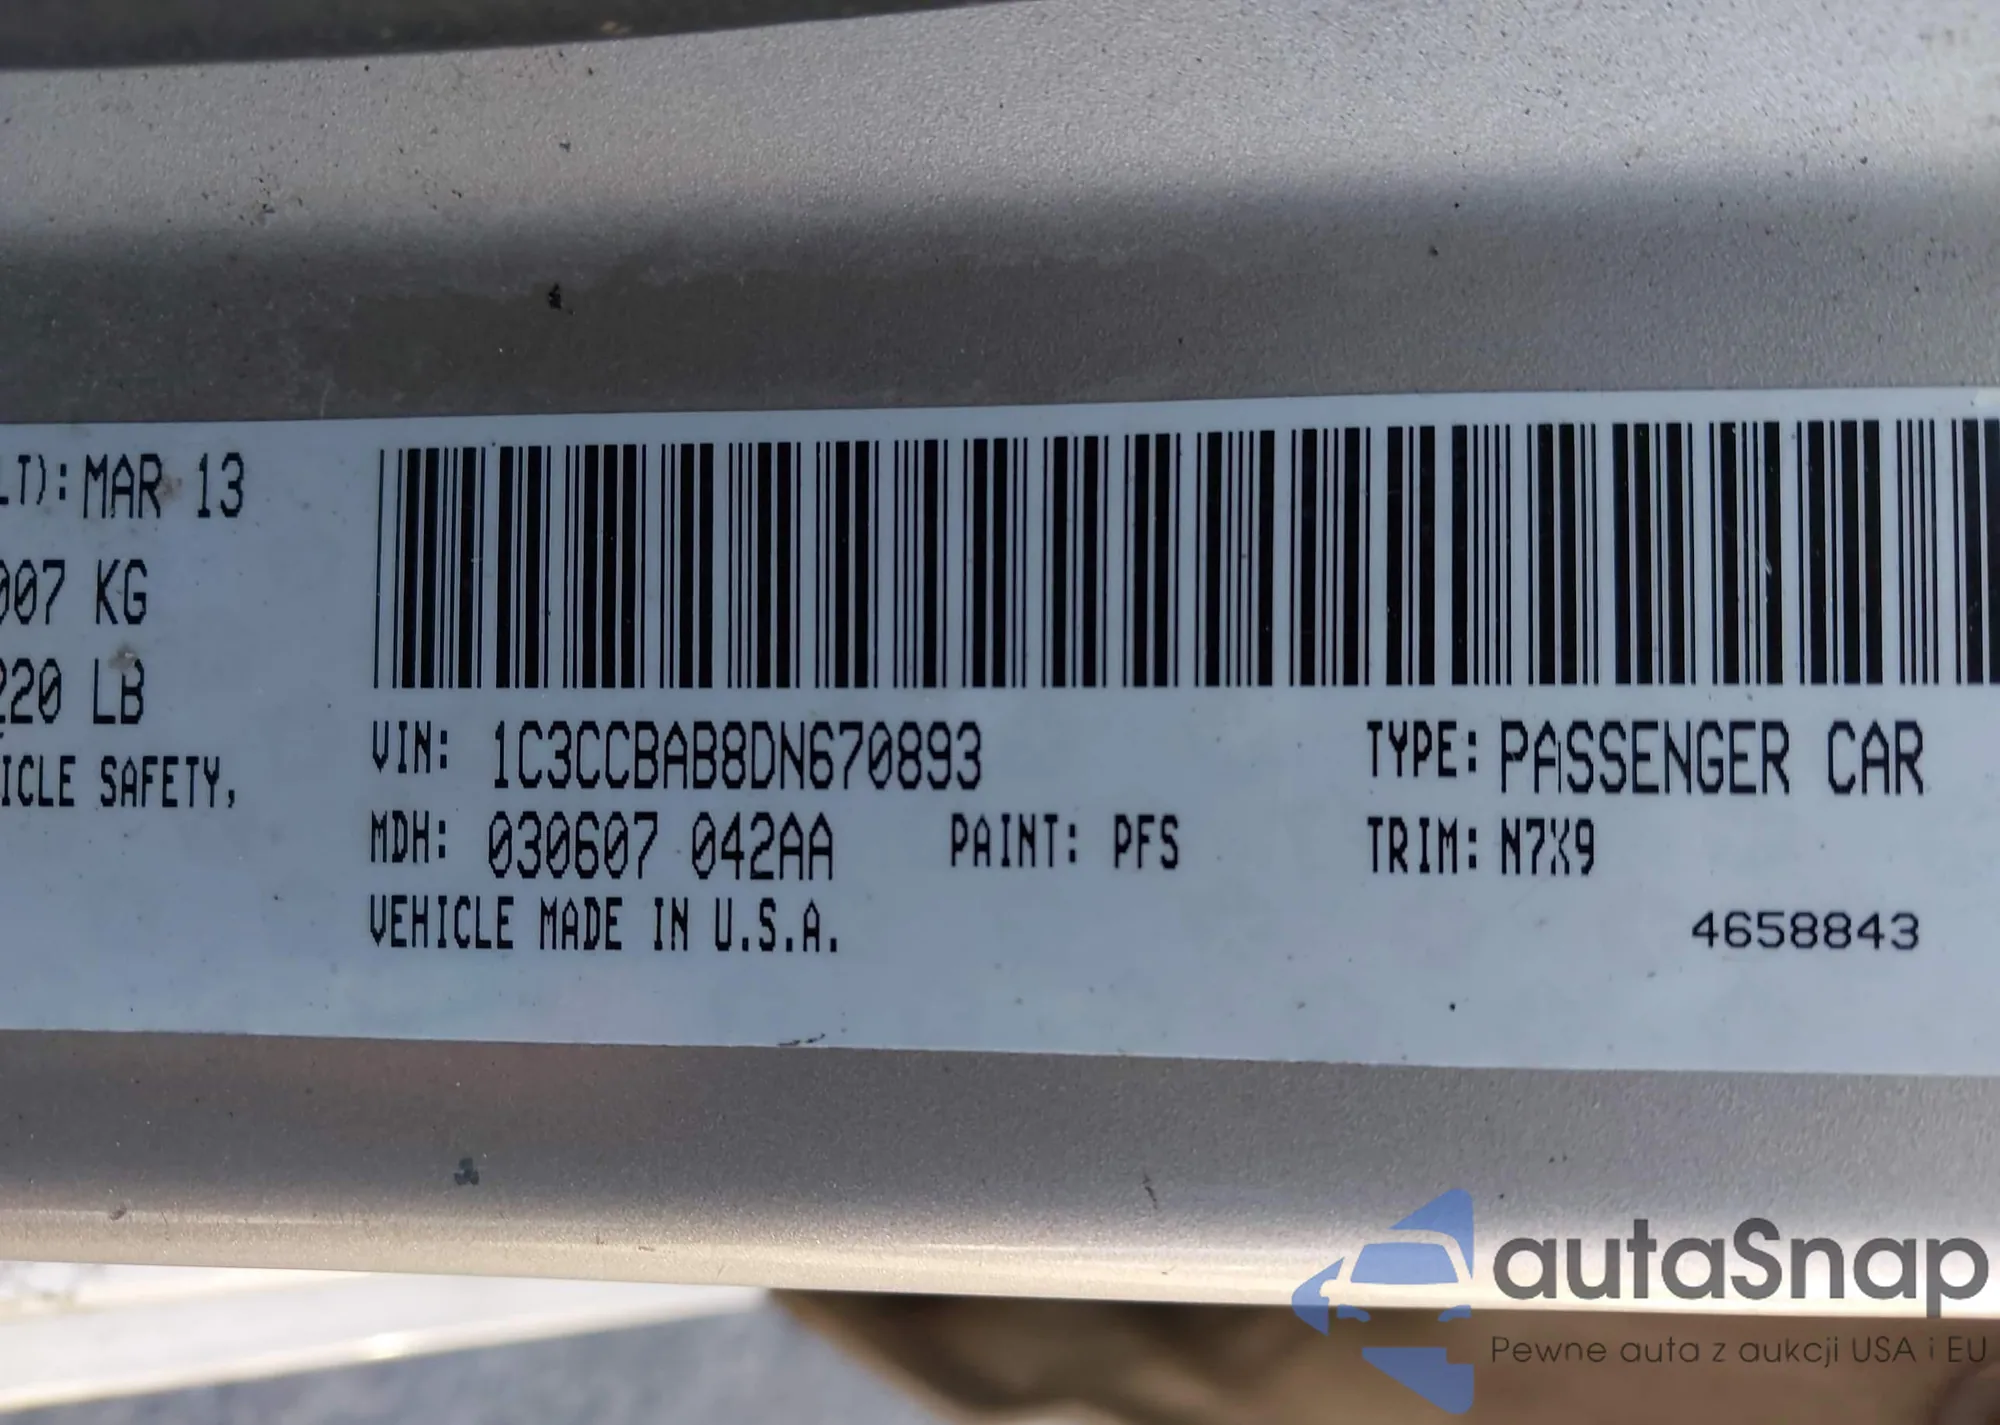 LT): MAR 13
007 KG
220 LB
ICLE SAFETY,
VIN: 1C3CCBAB8DN670893
TYPE: PASSENGER CAR
MDH: 030607 042AA
PAINT: PFS
TRIM: N7X9
VEHICLE MADE IN U.S.A.
4658843
autaSnap
Pewne auta z aukcji USA i EU